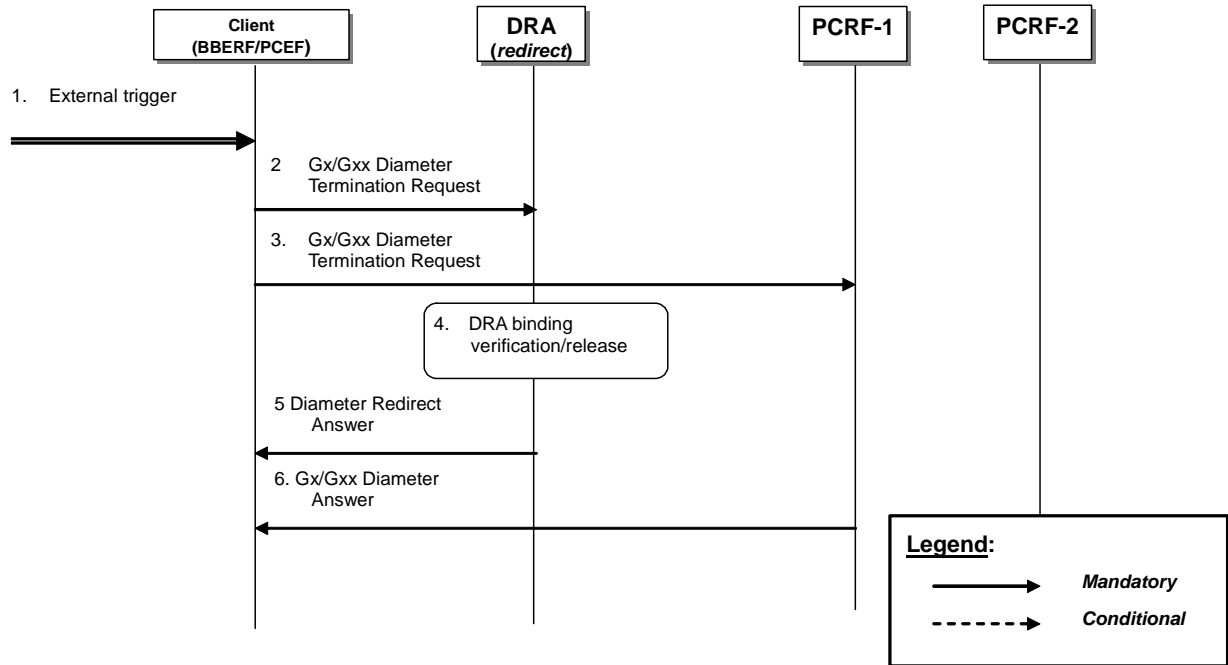 Client
(BBERF/PCEF)
DRA
(redirect)
PCRF-1
PCRF-2
1. External trigger
2 Gx/Gxx Diameter
Termination Request
3. Gx/Gxx Diameter
Termination Request
4. DRA binding
verification/release
5 Diameter Redirect
Answer
6. Gx/Gxx Diameter
Answer
Legend:
Mandatory
Conditional